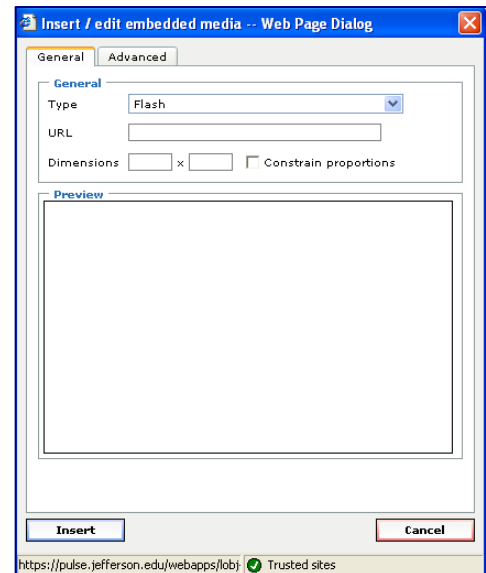 Insert / edit embedded media -- Web Page Dialog
General Advanced
General
Type Flash
URL
Dimensions x Constrain proportions
Preview
Insert Cancel
https://pulse.jefferson.edu/webapps/lobj Trusted sites